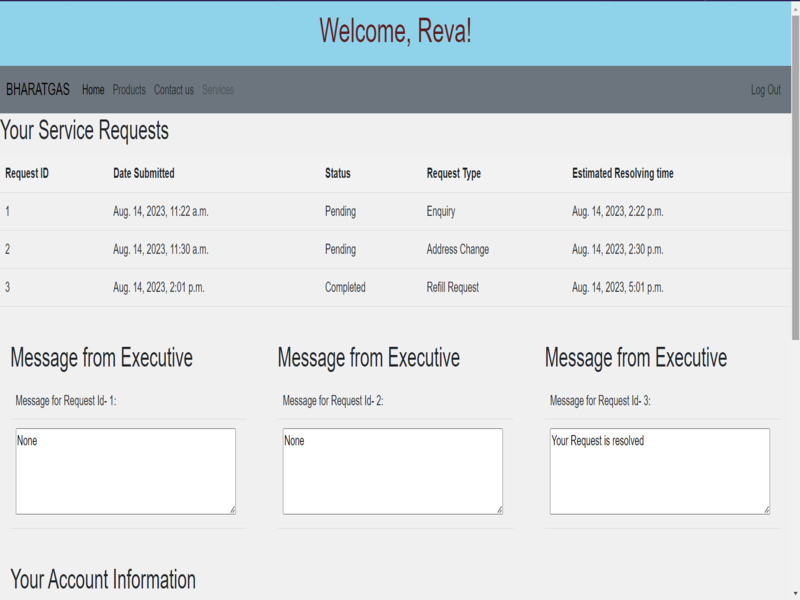 Welcome, Reva!
BHARATGAS Home Products Contact us Services Log Out
Your Service Requests
Request ID Date Submitted Status Request Type Estimated Resolving time
1 Aug. 14, 2023, 11:22 a.m. Pending Enquiry Aug. 14, 2023, 2:22 p.m.
2 Aug. 14, 2023, 11:30 a.m. Pending Address Change Aug. 14, 2023, 2:30 p.m.
3 Aug. 14, 2023, 2:01 p.m. Completed Refill Request Aug. 14, 2023, 5:01 p.m.
Message from Executive Message from Executive Message from Executive
Message for Request Id- 1: Message for Request Id- 2: Message for Request Id- 3:
None None Your Request is resolved
Your Account Information